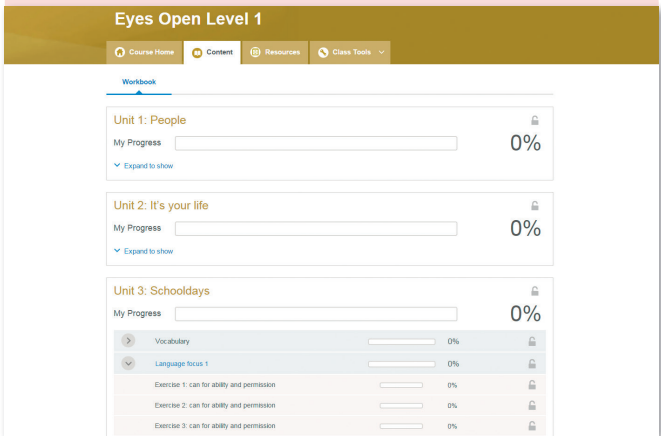 Eyes Open Level 1
Course Home Content Resources Class Tools
Workbook
Unit 1: People
My Progress 0%
Expand to show
Unit 2: It's your life
My Progress 0%
Expand to show
Unit 3: Schooldays
My Progress 0%
Vocabulary 0%
Language focus 1 0%
Exercise 1: can for ability and permission 0%
Exercise 2: can for ability and permission 0%
Exercise 3: can for ability and permission 0%